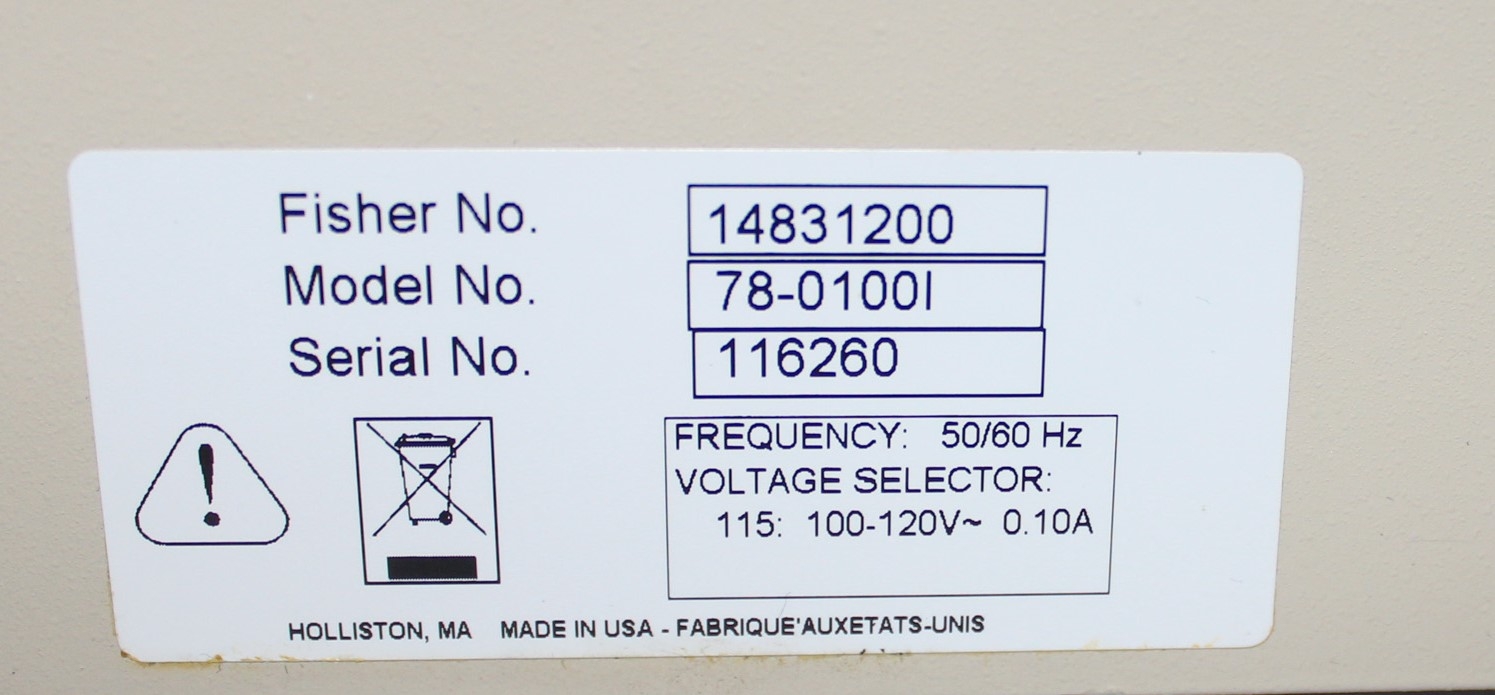 Fisher No. 14831200
Model No. 78-0100I
Serial No. 116260
FREQUENCY: 50/60 Hz
VOLTAGE SELECTOR:
115: 100-120V~ 0.10A
HOLLISTON, MA MADE IN USA - FABRIQUE'AUXETATS-UNIS